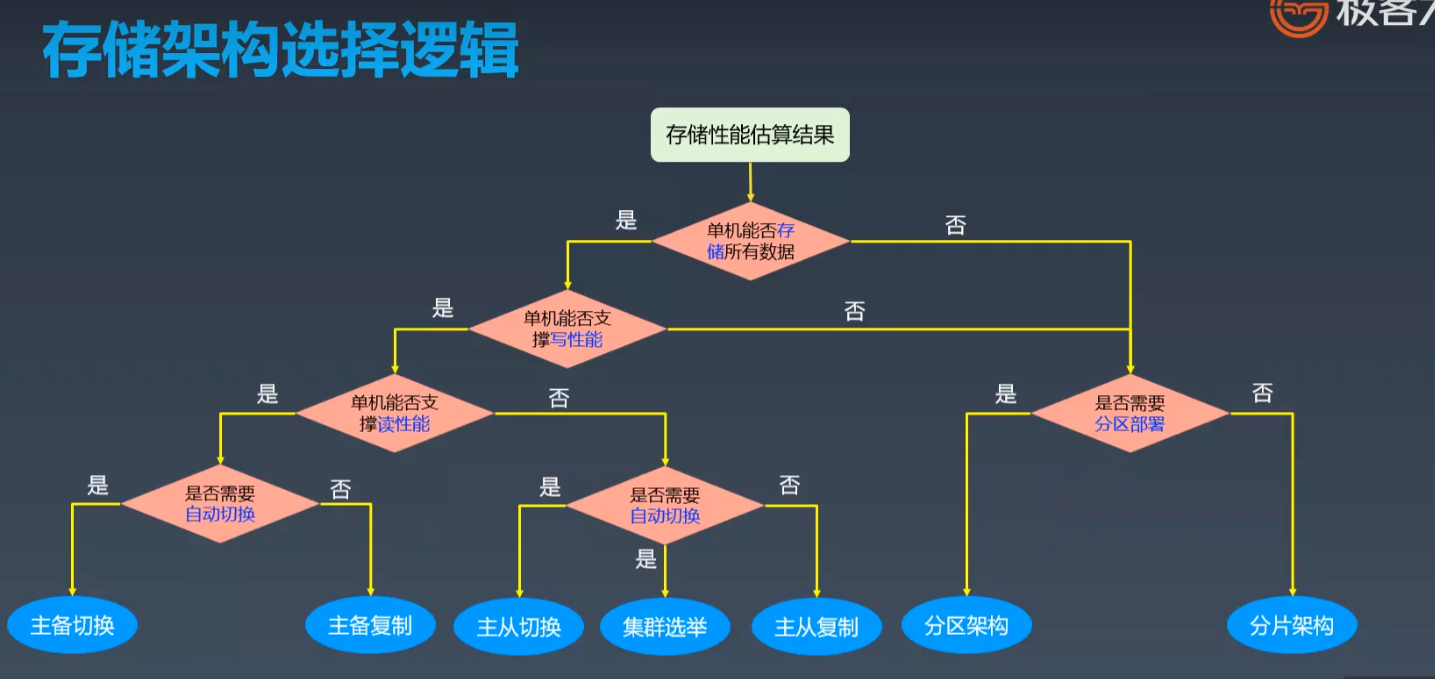 极客
存储架构选择逻辑
存储性能估算结果
是
单机能否存
储所有数据
否
是
单机能否支
撑写性能
否
是
单机能否支
撑读性能
否
是
是否需要
分区部署
否
是
是否需要
自动切换
否
是
是否需要
自动切换
否
是
主备切换
主备复制
主从切换
集群选举
主从复制
分区架构
分片架构